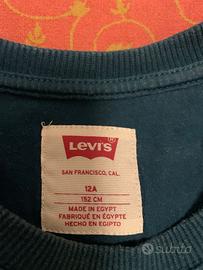 Levi's
SAN FRANCISCO, CAL.
12A
152 CM
MADE IN EGYPT
FABRIQUÉ EN ÉGYPTE
HECHO EN EGIPTO
subito